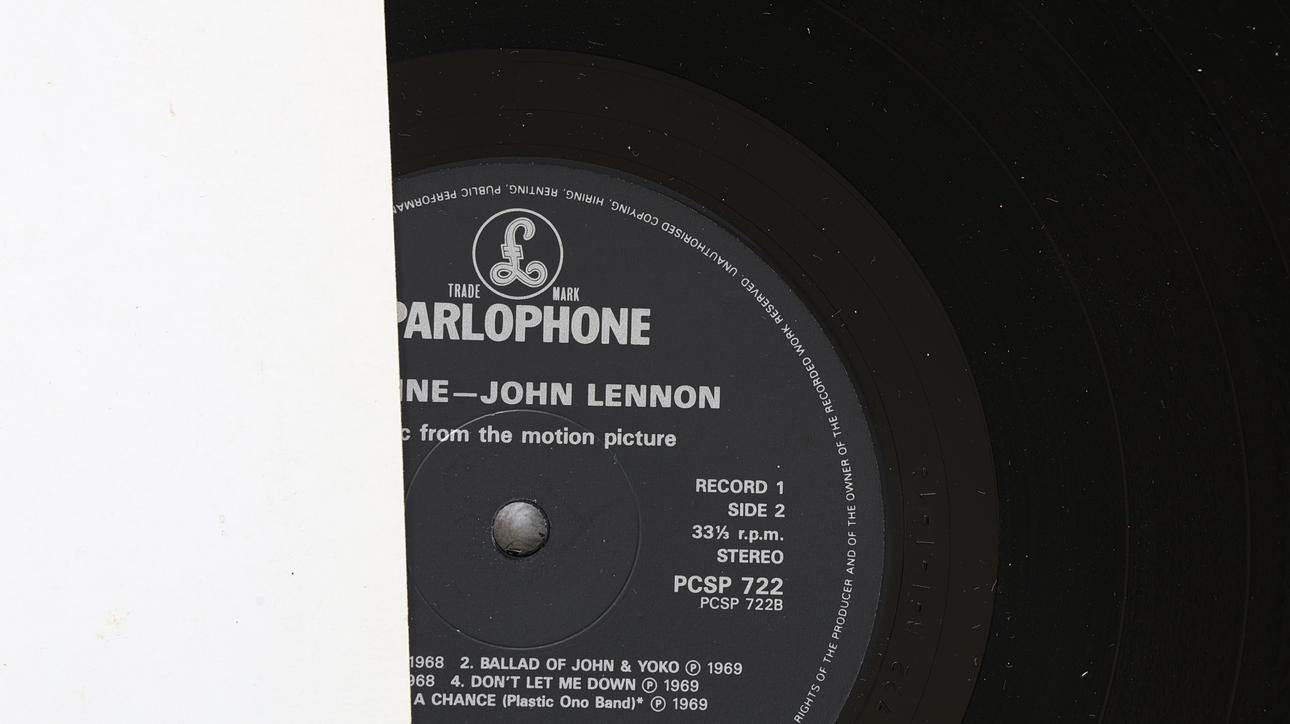 RIGHTS OF THE PRODUCER AND OF THE OWNER OF THE RECORDED WORK RESERVED. UNAUTHORISED COPYING, HIRING, RENTING, PUBLIC PERFORMAN
£
TRADE MARK
PARLOPHONE
INE—JOHN LENNON
c from the motion picture
RECORD 1
SIDE 2
33⅓ r.p.m.
STEREO
PCSP 722
PCSP 722B
1968 2. BALLAD OF JOHN & YOKO ℗ 1969
968 4. DON'T LET ME DOWN ℗ 1969
A CHANCE (Plastic Ono Band)* ℗ 1969
722